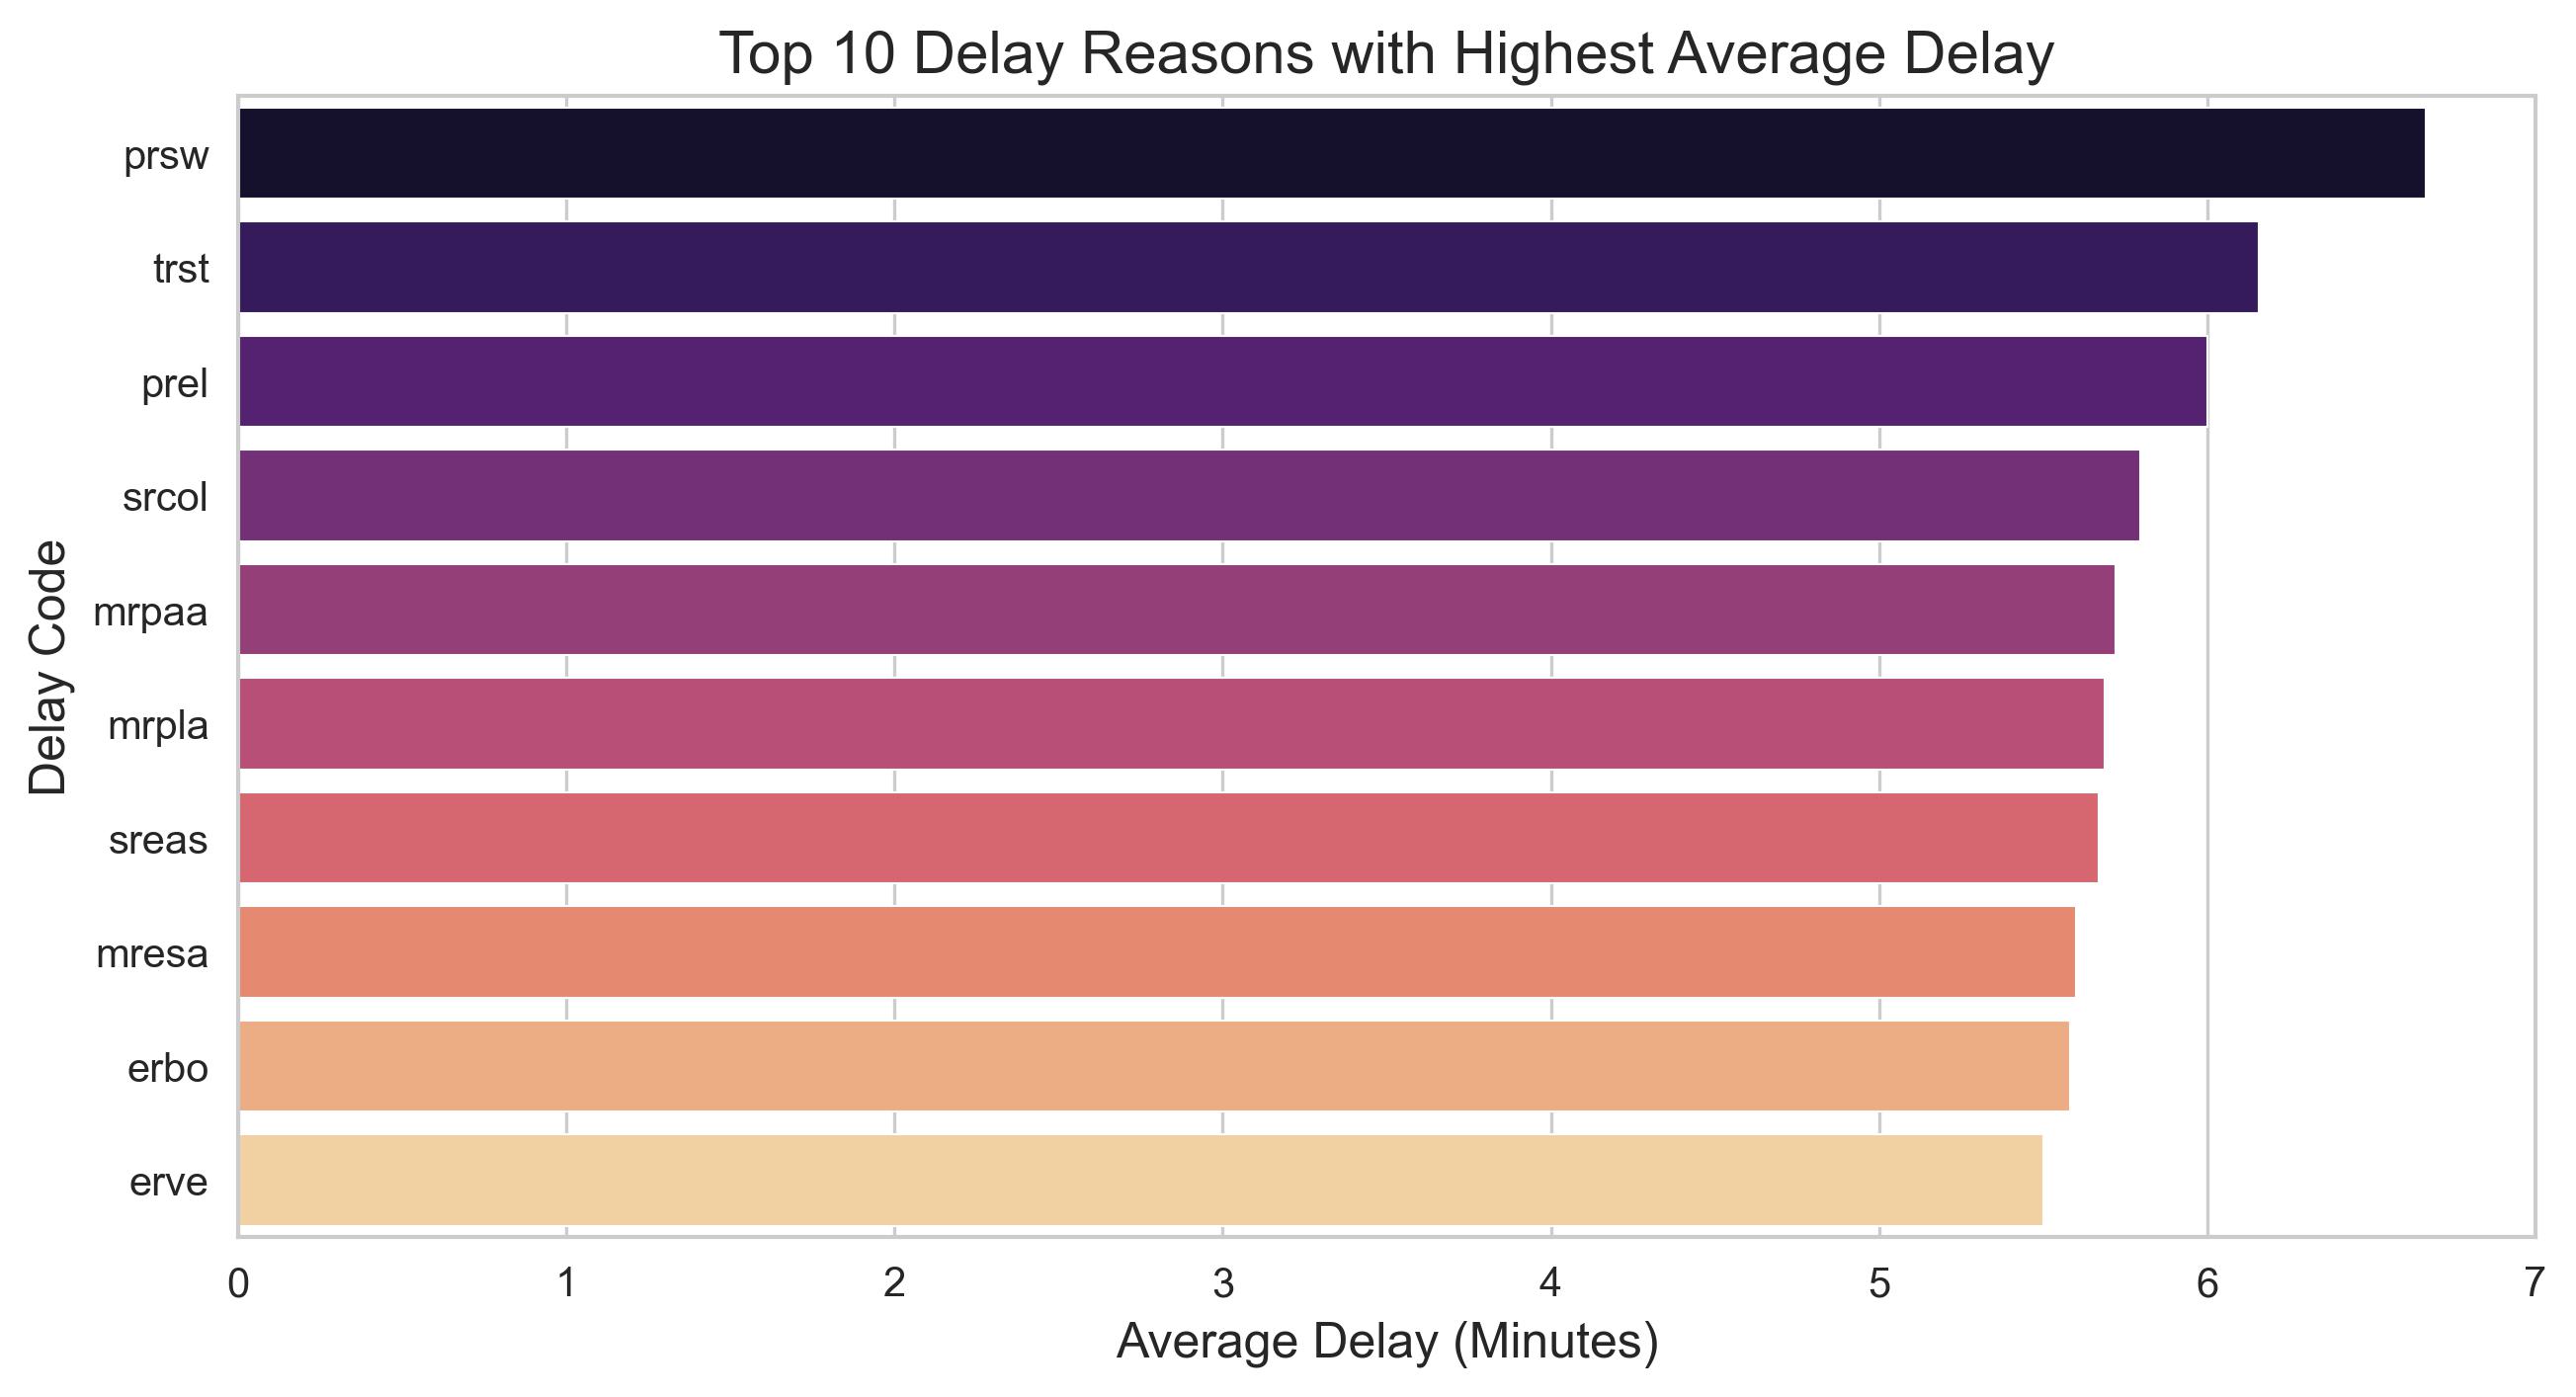 Top 10 Delay Reasons with Highest Average Delay
Delay Code
prsw
trst
prel
srcol
mrpaa
mrpla
sreas
mresa
erbo
erve
0 1 2 3 4 5 6 7
Average Delay (Minutes)